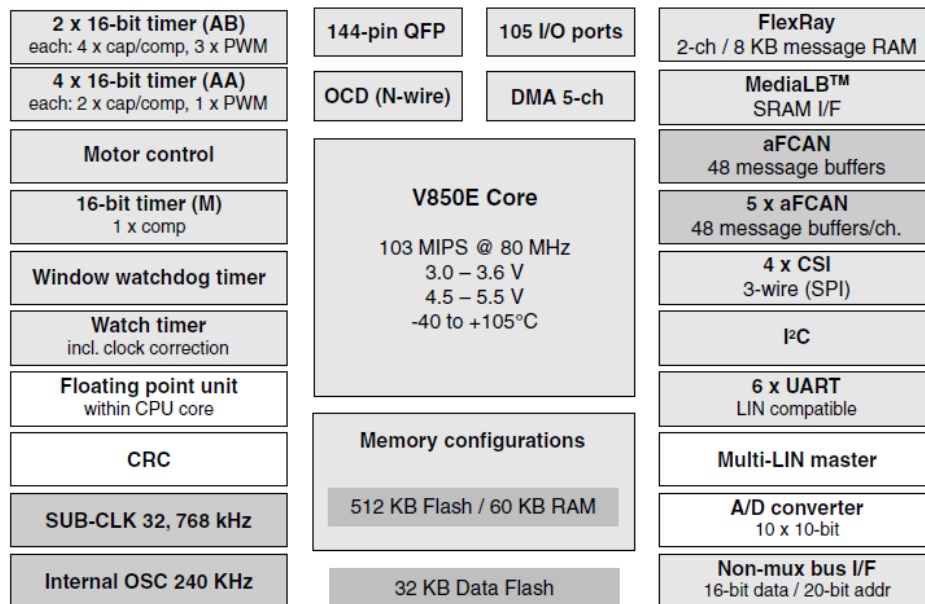 2 x 16-bit timer (AB)
each: 4 x cap/comp, 3 x PWM
4 x 16-bit timer (AA)
each: 2 x cap/comp, 1 x PWM
Motor control
16-bit timer (M)
1 x comp
Window watchdog timer
Watch timer
incl. clock correction
Floating point unit
within CPU core
CRC
SUB-CLK 32, 768 kHz
Internal OSC 240 KHz
144-pin QFP
105 I/O ports
OCD (N-wire)
DMA 5-ch
V850E Core
103 MIPS @ 80 MHz
3.0 – 3.6 V
4.5 – 5.5 V
-40 to +105°C
Memory configurations
512 KB Flash / 60 KB RAM
32 KB Data Flash
FlexRay
2-ch / 8 KB message RAM
MediaLB™
SRAM I/F
aFCAN
48 message buffers
5 x aFCAN
48 message buffers/ch.
4 x CSI
3-wire (SPI)
I²C
6 x UART
LIN compatible
Multi-LIN master
A/D converter
10 x 10-bit
Non-mux bus I/F
16-bit data / 20-bit addr